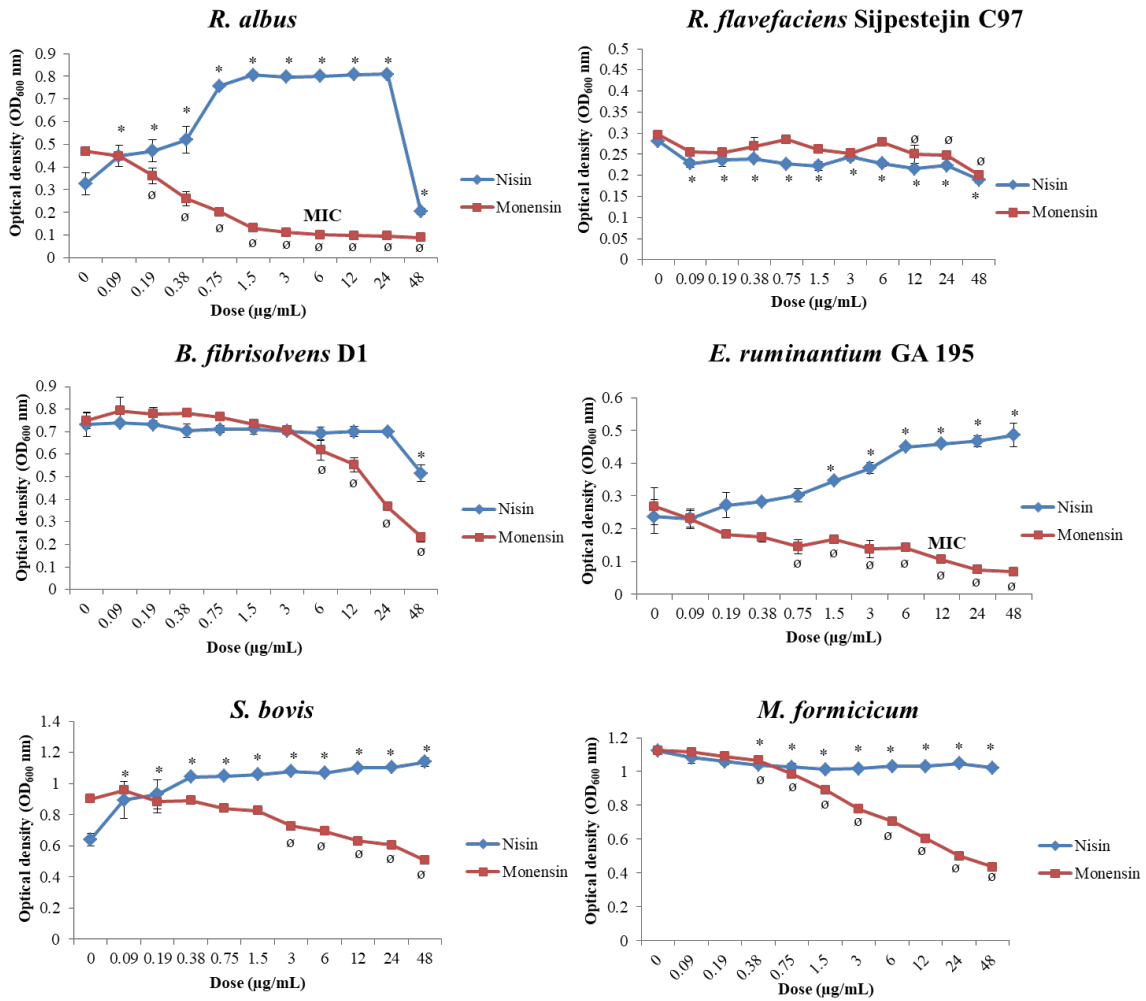 R. albus
Optical density (OD600 nm)
0.9
0.8
0.7
0.6
0.5
0.4
0.3
0.2
0.1
0
* * * * * * * * * *
MIC
ø ø ø ø ø ø ø ø ø
0 0.09 0.19 0.38 0.75 1.5 3 6 12 24 48
Dose (µg/mL)
Nisin
Monensin
R. flavefaciens Sijpestejin C97
Optical density (OD600 nm)
0.5
0.45
0.4
0.35
0.3
0.25
0.2
0.15
0.1
0.05
0
ø ø ø
* * * * * * * * * *
0 0.09 0.19 0.38 0.75 1.5 3 6 12 24 48
Dose (µg/mL)
Nisin
Monensin
B. fibrisolvens D1
Optical density (OD600 nm)
0.9
0.8
0.7
0.6
0.5
0.4
0.3
0.2
0.1
0
*
ø ø ø ø
0 0.09 0.19 0.38 0.75 1.5 3 6 12 24 48
Dose (µg/mL)
Nisin
Monensin
E. ruminantium GA 195
Optical density (OD600 nm)
0.6
0.5
0.4
0.3
0.2
0.1
0
* * * * * *
MIC
ø ø ø ø ø ø ø
0 0.09 0.19 0.38 0.75 1.5 3 6 12 24 48
Dose (µg/mL)
Nisin
Monensin
S. bovis
Optical density (OD600 nm)
1.4
1.2
1
0.8
0.6
0.4
0.2
0
* * * * * * * * * *
ø ø ø ø ø
0 0.09 0.19 0.38 0.75 1.5 3 6 12 24 48
Dose (µg/mL)
Nisin
Monensin
M. formicicum
Optical density (OD600 nm)
1.2
1
0.8
0.6
0.4
0.2
0
* * * * * * * *
ø ø ø ø ø ø ø ø
0 0.09 0.19 0.38 0.75 1.5 3 6 12 24 48
Dose (µg/mL)
Nisin
Monensin